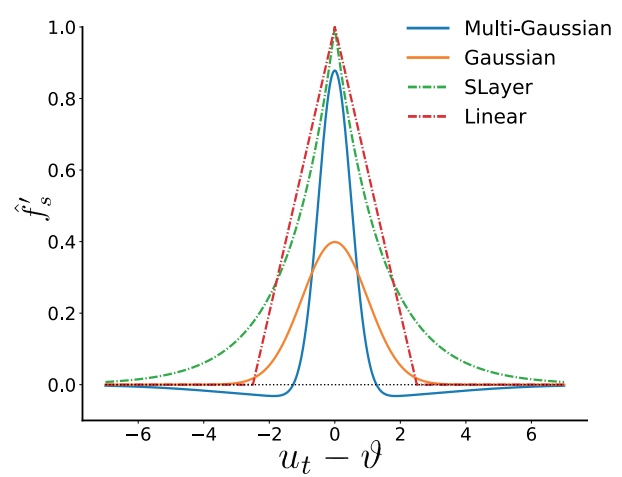 Multi-Gaussian
Gaussian
SLayer
Linear
1.0
0.8
0.6
0.4
0.2
0.0
f̂′ₛ
−6 −4 −2 0 2 4 6
uₜ − ϑ